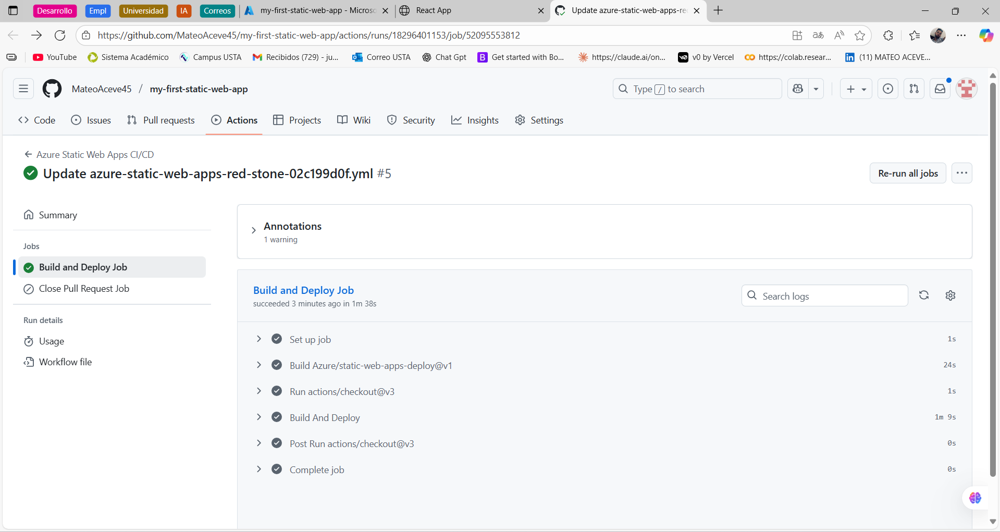 Desarrollo
Empl
Universidad
IA
Correos
my-first-static-web-app - Microso
React App
Update azure-static-web-apps-re
https://github.com/MateoAceve45/my-first-static-web-app/actions/runs/18296401153/job/52095553812
YouTube
Sistema Académico
Campus USTA
Recibidos (729) - ju...
Correo USTA
Chat Gpt
Get started with Bo...
https://claude.ai/on...
v0 by Vercel
https://colab.resear...
(11) MATEO ACEVE...
MateoAceve45 / my-first-static-web-app
Type / to search
Code
Issues
Pull requests
Actions
Projects
Wiki
Security
Insights
Settings
Azure Static Web Apps CI/CD
Update azure-static-web-apps-red-stone-02c199d0f.yml #5
Re-run all jobs
Summary
Jobs
Build and Deploy Job
Close Pull Request Job
Run details
Usage
Workflow file
Annotations
1 warning
Build and Deploy Job
succeeded 3 minutes ago in 1m 38s
Search logs
Set up job 1s
Build Azure/static-web-apps-deploy@v1 24s
Run actions/checkout@v3 1s
Build And Deploy 1m 9s
Post Run actions/checkout@v3 0s
Complete job 0s